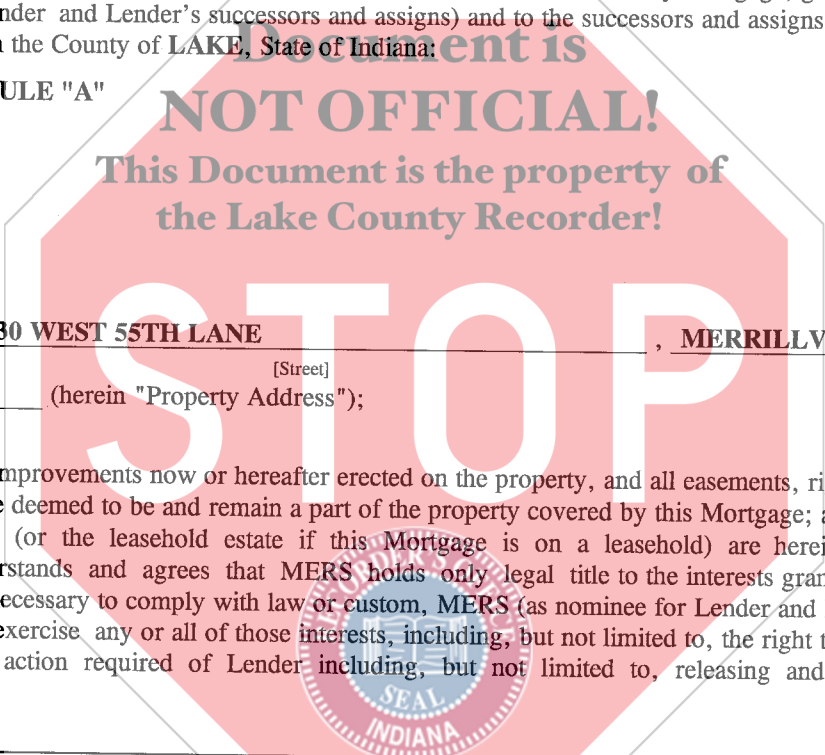 nder and Lender's successors and assigns) and to the successors and assigns
the County of LAKE, State of Indiana:
Document is
ULE "A"
NOT OFFICIAL!
This Document is the property of
the Lake County Recorder!
STOP
30 WEST 55TH LANE , MERRILLV
[Street]
(herein "Property Address");
mprovements now or hereafter erected on the property, and all easements, ri
e deemed to be and remain a part of the property covered by this Mortgage; a
(or the leasehold estate if this Mortgage is on a leasehold) are herei
rstands and agrees that MERS holds only legal title to the interests gran
ecessary to comply with law or custom, MERS (as nominee for Lender and
exercise any or all of those interests, including, but not limited to, the right t
action required of Lender including, but not limited to, releasing and
RECORDER'S OFFICE
SEAL
INDIANA